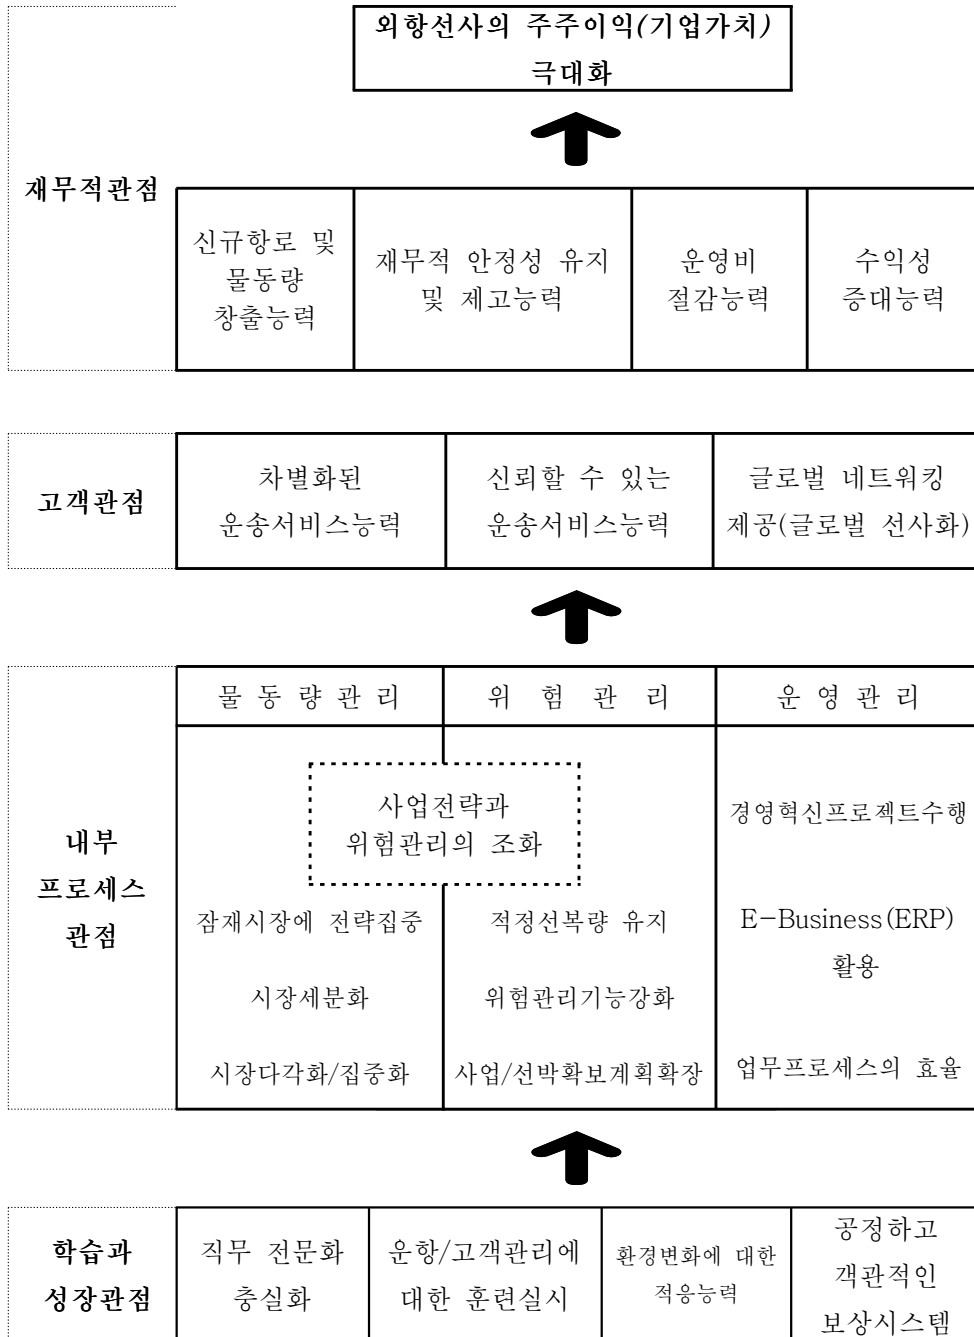 외항선사의 주주이익(기업가치)
극대화
재무적관점
신규항로 및
물동량
창출능력
재무적 안정성 유지
및 제고능력
운영비
절감능력
수익성
증대능력
고객관점
차별화된
운송서비스능력
신뢰할 수 있는
운송서비스능력
글로벌 네트워킹
제공(글로벌 선사화)
내부
프로세스
관점
물 동 량 관 리
위 험 관 리
운 영 관 리
사업전략과
위험관리의 조화
잠재시장에 전략집중
시장세분화
시장다각화/집중화
적정선복량 유지
위험관리기능강화
사업/선박확보계획확장
경영혁신프로젝트수행
E-Business(ERP)
활용
업무프로세스의 효율
학습과
성장관점
직무 전문화
충실화
운항/고객관리에
대한 훈련실시
환경변화에 대한
적응능력
공정하고
객관적인
보상시스템